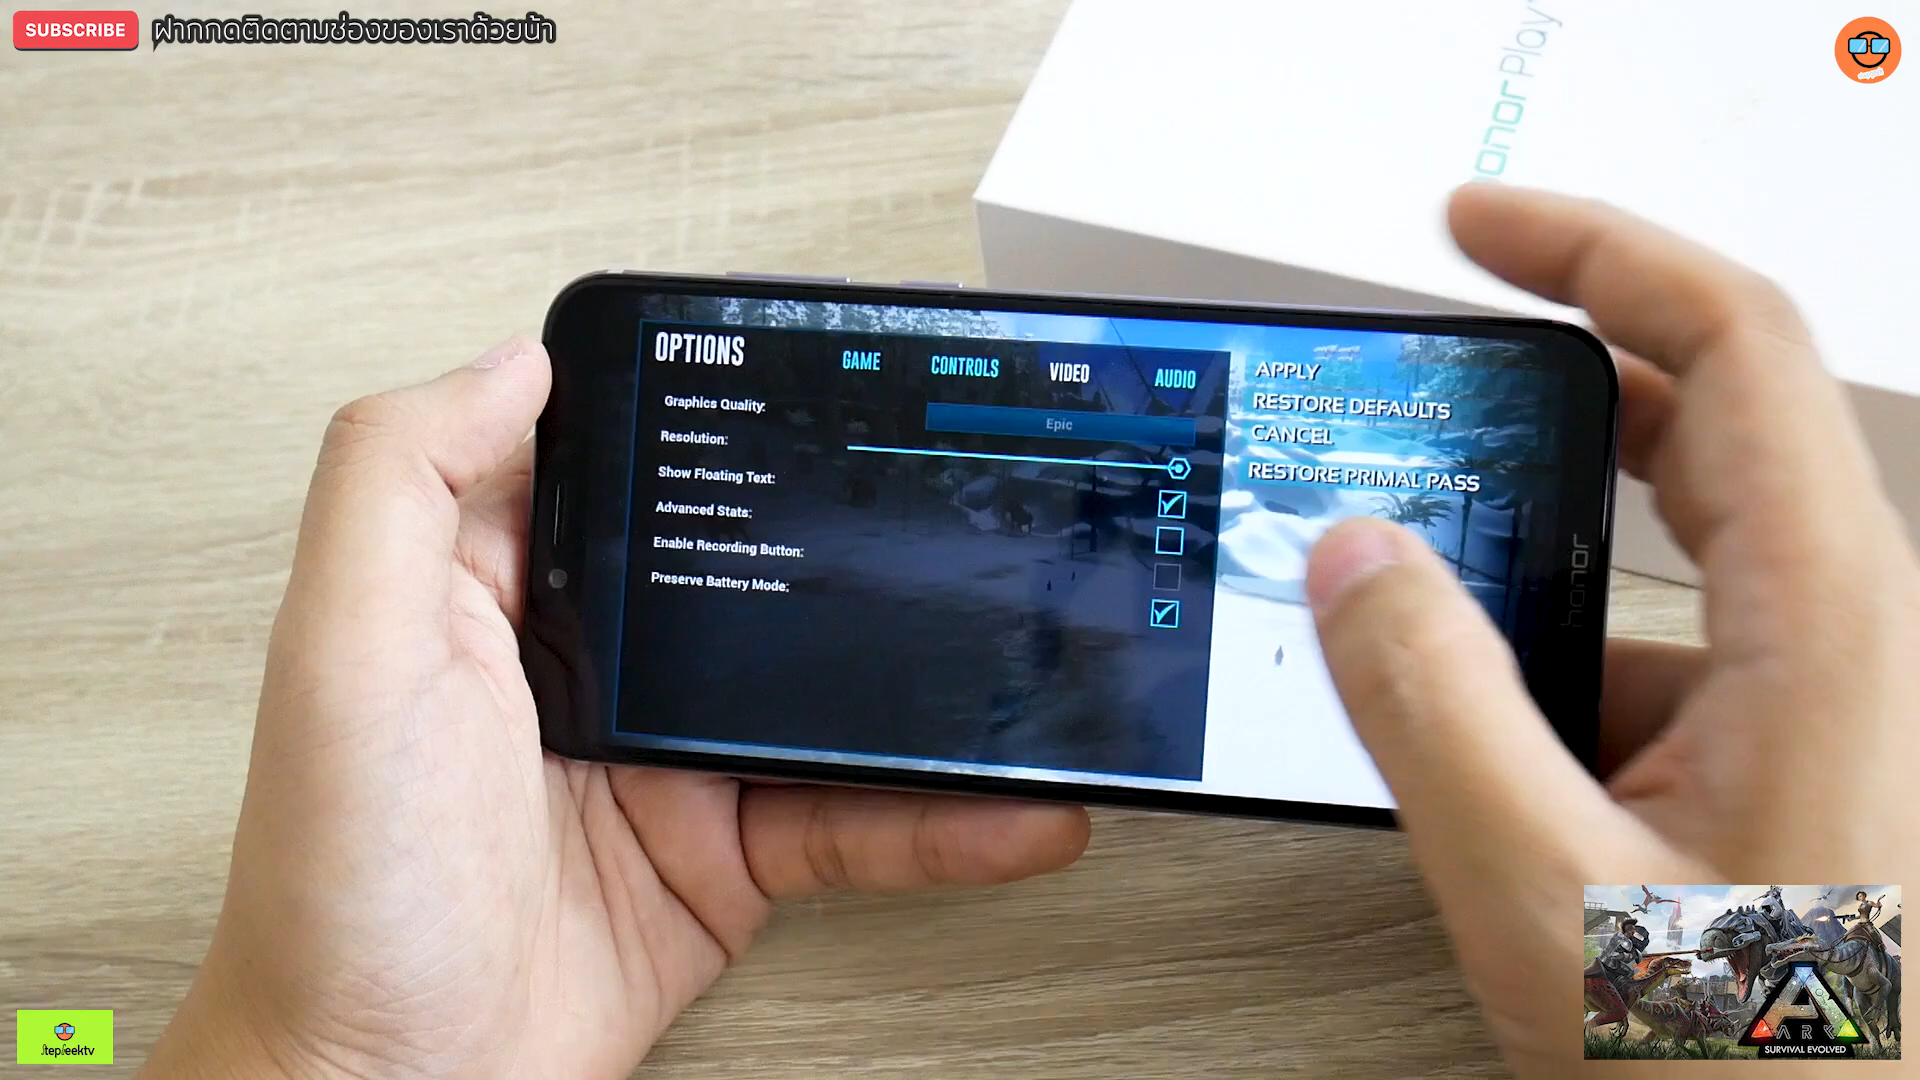 SUBSCRIBE
ฝากกดติดตามช่องของเราด้วยน้า
honor Play
OPTIONS
GAME
CONTROLS
VIDEO
AUDIO
Graphics Quality:
Epic
Resolution:
Show Floating Text:
Advanced Stats:
Enable Recording Button:
Preserve Battery Mode:
APPLY
RESTORE DEFAULTS
CANCEL
RESTORE PRIMAL PASS
honor
StepGeektv
ARK
SURVIVAL EVOLVED